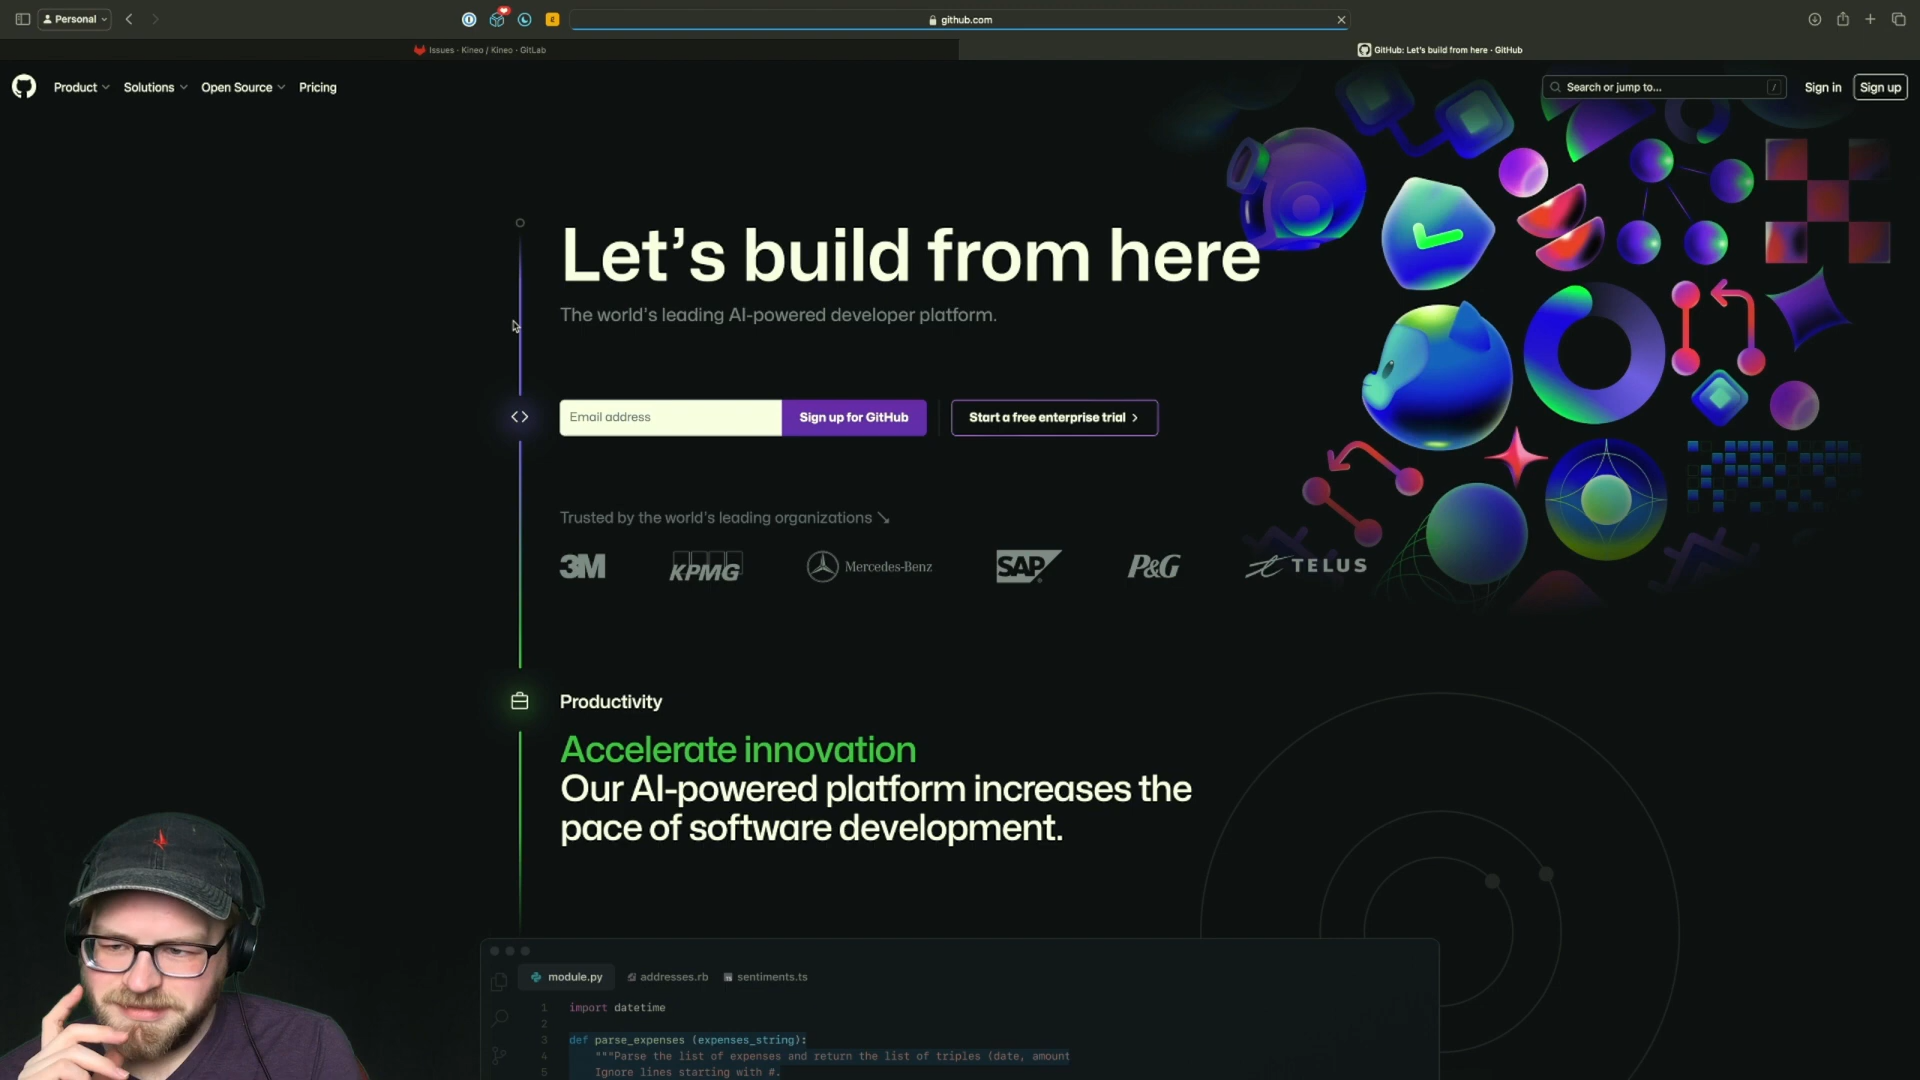 Personal
github.com
Issues · Kineo / Kineo · GitLab
GitHub: Let's build from here · GitHub
Product
Solutions
Open Source
Pricing
Search or jump to...
/
Sign in
Sign up
Let's build from here
The world's leading AI-powered developer platform.
Email address
Sign up for GitHub
Start a free enterprise trial
Trusted by the world's leading organizations
3M
KPMG
Mercedes-Benz
SAP
P&G
TELUS
Productivity
Accelerate innovation
Our AI-powered platform increases the
pace of software development.
module.py
addresses.rb
sentiments.ts
1 import datetime
2
3 def parse_expenses (expenses_string):
4 """Parse the list of expenses and return the list of triples (date, amount
5 Ignore lines starting with #.